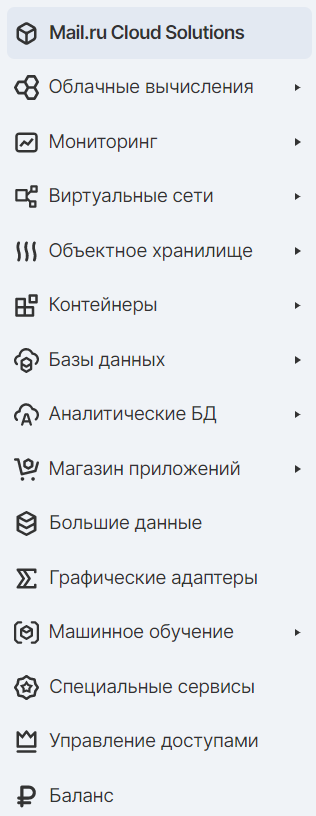 Mail.ru Cloud Solutions
Облачные вычисления
Мониторинг
Виртуальные сети
Объектное хранилище
Контейнеры
Базы данных
Аналитические БД
Магазин приложений
Большие данные
Графические адаптеры
Машинное обучение
Специальные сервисы
Управление доступами
Баланс